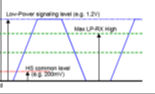 Low-Power signaling level (e.g. 1.2V)
Max LP-RX High
HS common level
(e.g. 200mV)